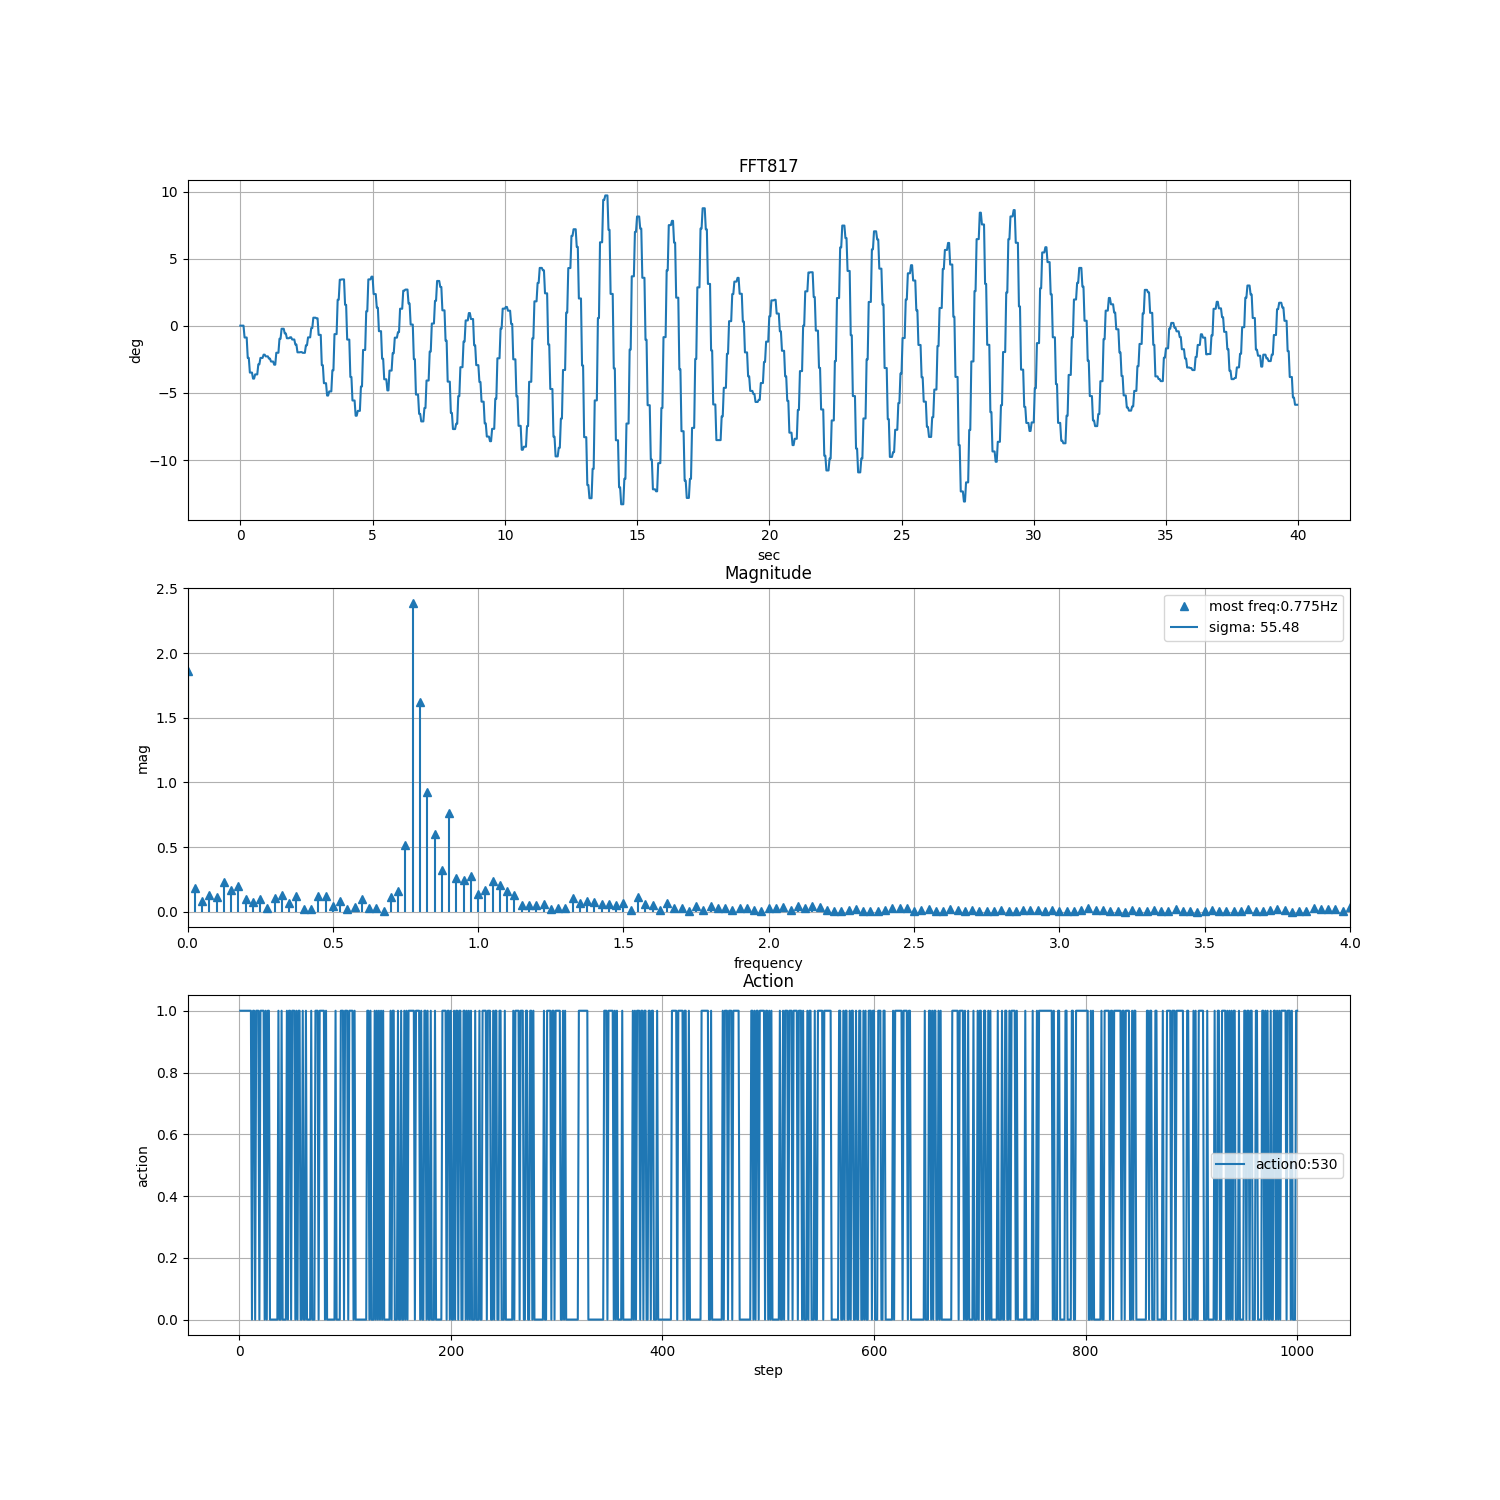 FFT817
10
5
0
−5
−10
deg
0 5 10 15 20 25 30 35 40
sec
Magnitude
2.5
2.0
1.5
1.0
0.5
0.0
mag
most freq:0.775Hz
sigma: 55.48
0.0 0.5 1.0 1.5 2.0 2.5 3.0 3.5 4.0
frequency
Action
1.0
0.8
0.6
0.4
0.2
0.0
action
action0:530
0 200 400 600 800 1000
step